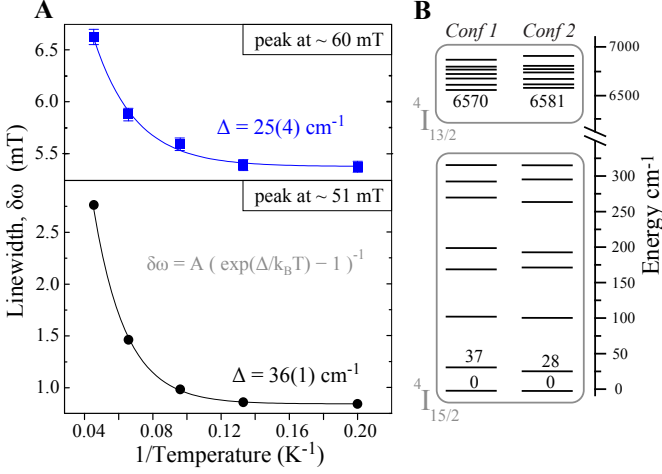 A
peak at ~ 60 mT
6.5
6.0
5.5
Δ = 25(4) cm⁻¹
peak at ~ 51 mT
2.5
2.0
1.5
1.0
δω = A ( exp(Δ/k_BT) − 1 )⁻¹
Δ = 36(1) cm⁻¹
Linewidth, δω (mT)
0.04
0.08
0.12
0.16
0.20
1/Temperature (K⁻¹)
B
Conf 1
Conf 2
6570
6581
⁴I₁₃/₂
37
28
0
0
⁴I₁₅/₂
7000
6500
300
250
200
150
100
50
0
Energy cm⁻¹